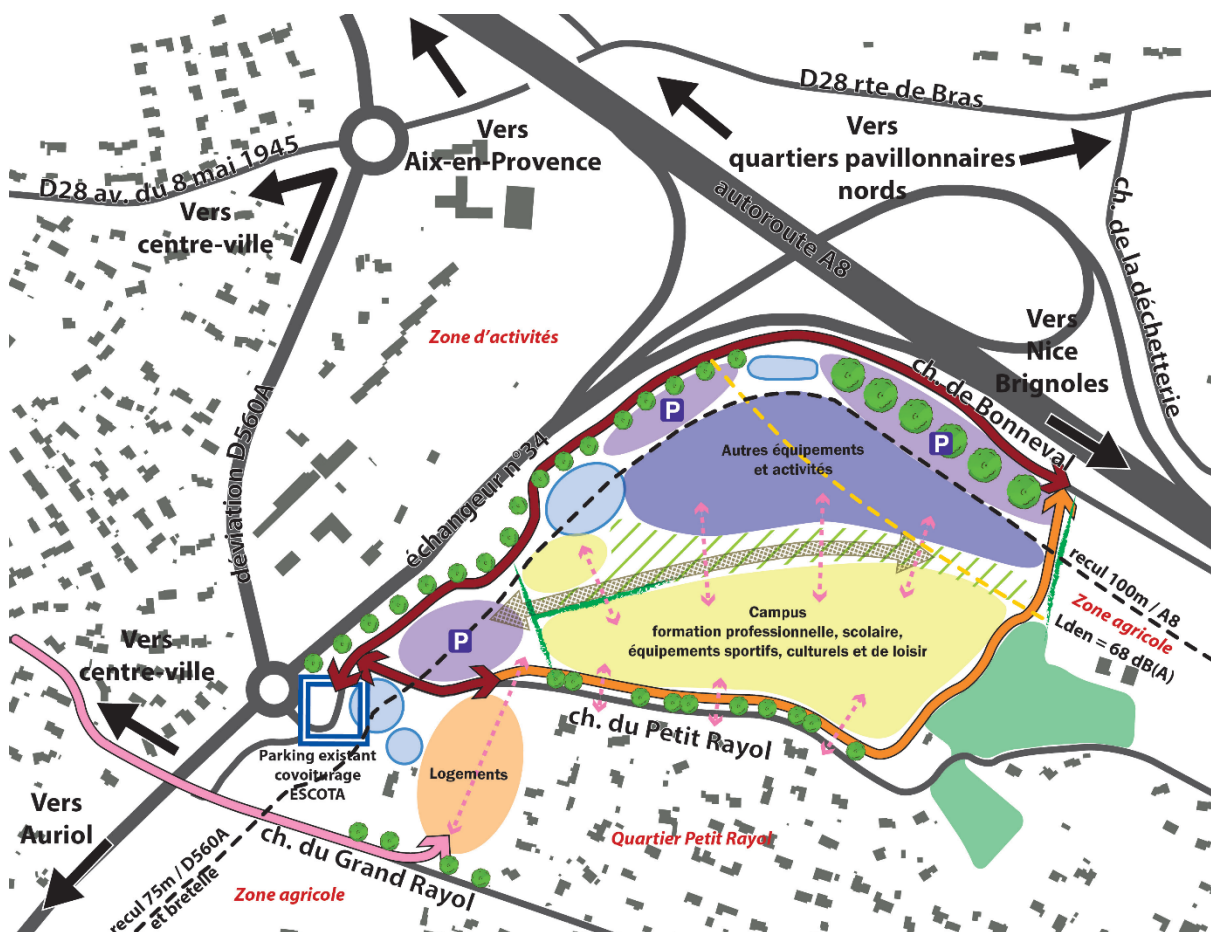 D28 rte de Bras
Vers
Aix-en-Provence
Vers
quartiers pavillonnaires
nords
D28 av. du 8 mai 1945
Vers
centre-ville
autoroute A8
ch. de la déchetterie
Zone d'activités
Vers
Nice
Brignoles
déviation D560A
échangeur n°34
ch. de Bonneval
P
P
Autres équipements
et activités
recul 100m / A8
Zone agricole
Lden = 68 dB(A)
Campus
formation professionnelle, scolaire,
équipements sportifs, culturels et de loisir
P
Vers
centre-ville
ch. du Petit Rayol
Parking existant
covoiturage
ESCOTA
Logements
Vers
Auriol
ch. du Grand Rayol
Quartier Petit Rayol
recul 75m / D560A
et bretelle
Zone agricole